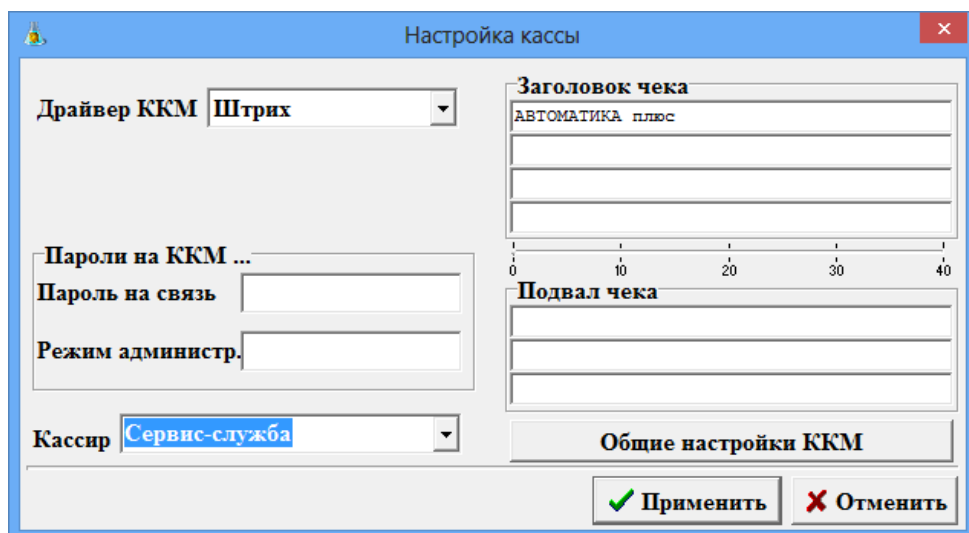 Настройка кассы
Драйвер ККМ Штрих
Заголовок чека
АВТОМАТИКА плюс
0 10 20 30 40
Пароли на ККМ ...
Пароль на связь
Режим администр.
Подвал чека
Кассир Сервис-служба
Общие настройки ККМ
Применить Отменить